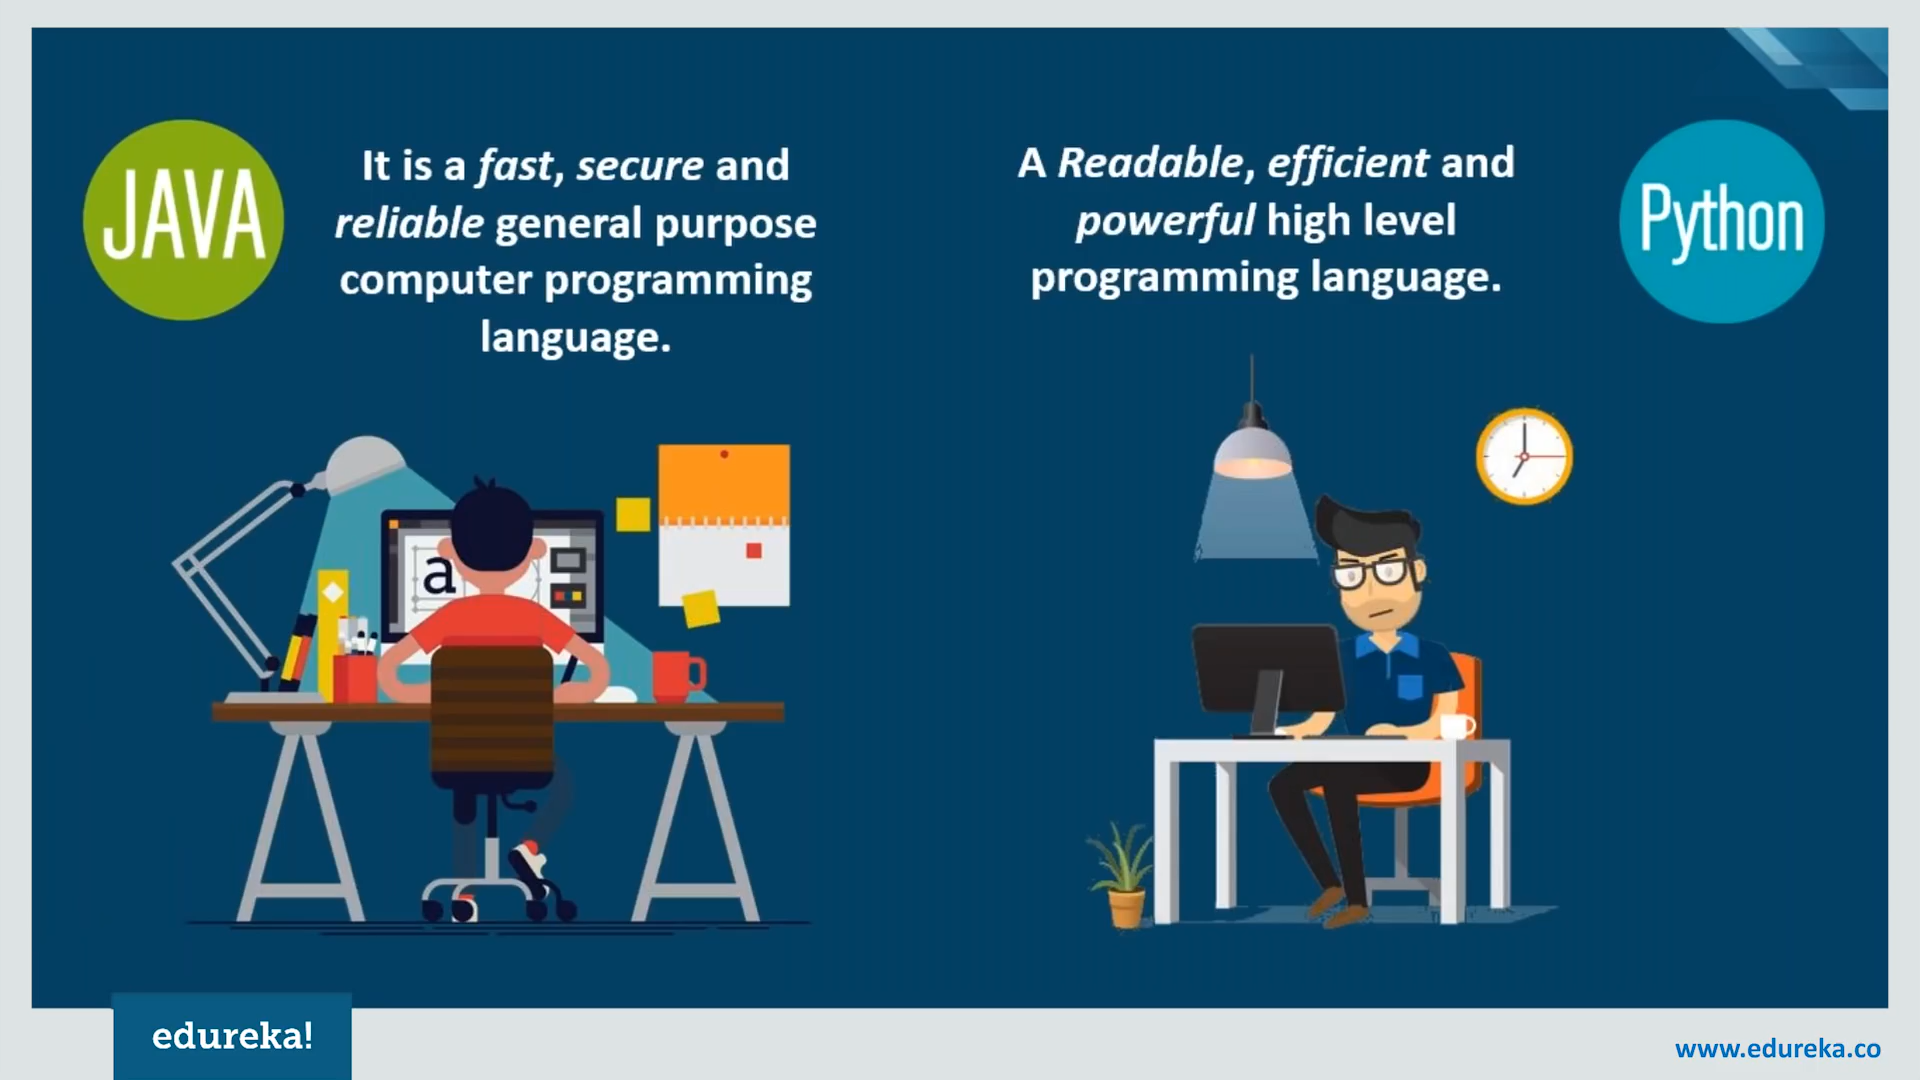 JAVA
It is a fast, secure and
reliable general purpose
computer programming
language.
A Readable, efficient and
powerful high level
programming language.
Python
a
edureka!
www.edureka.co